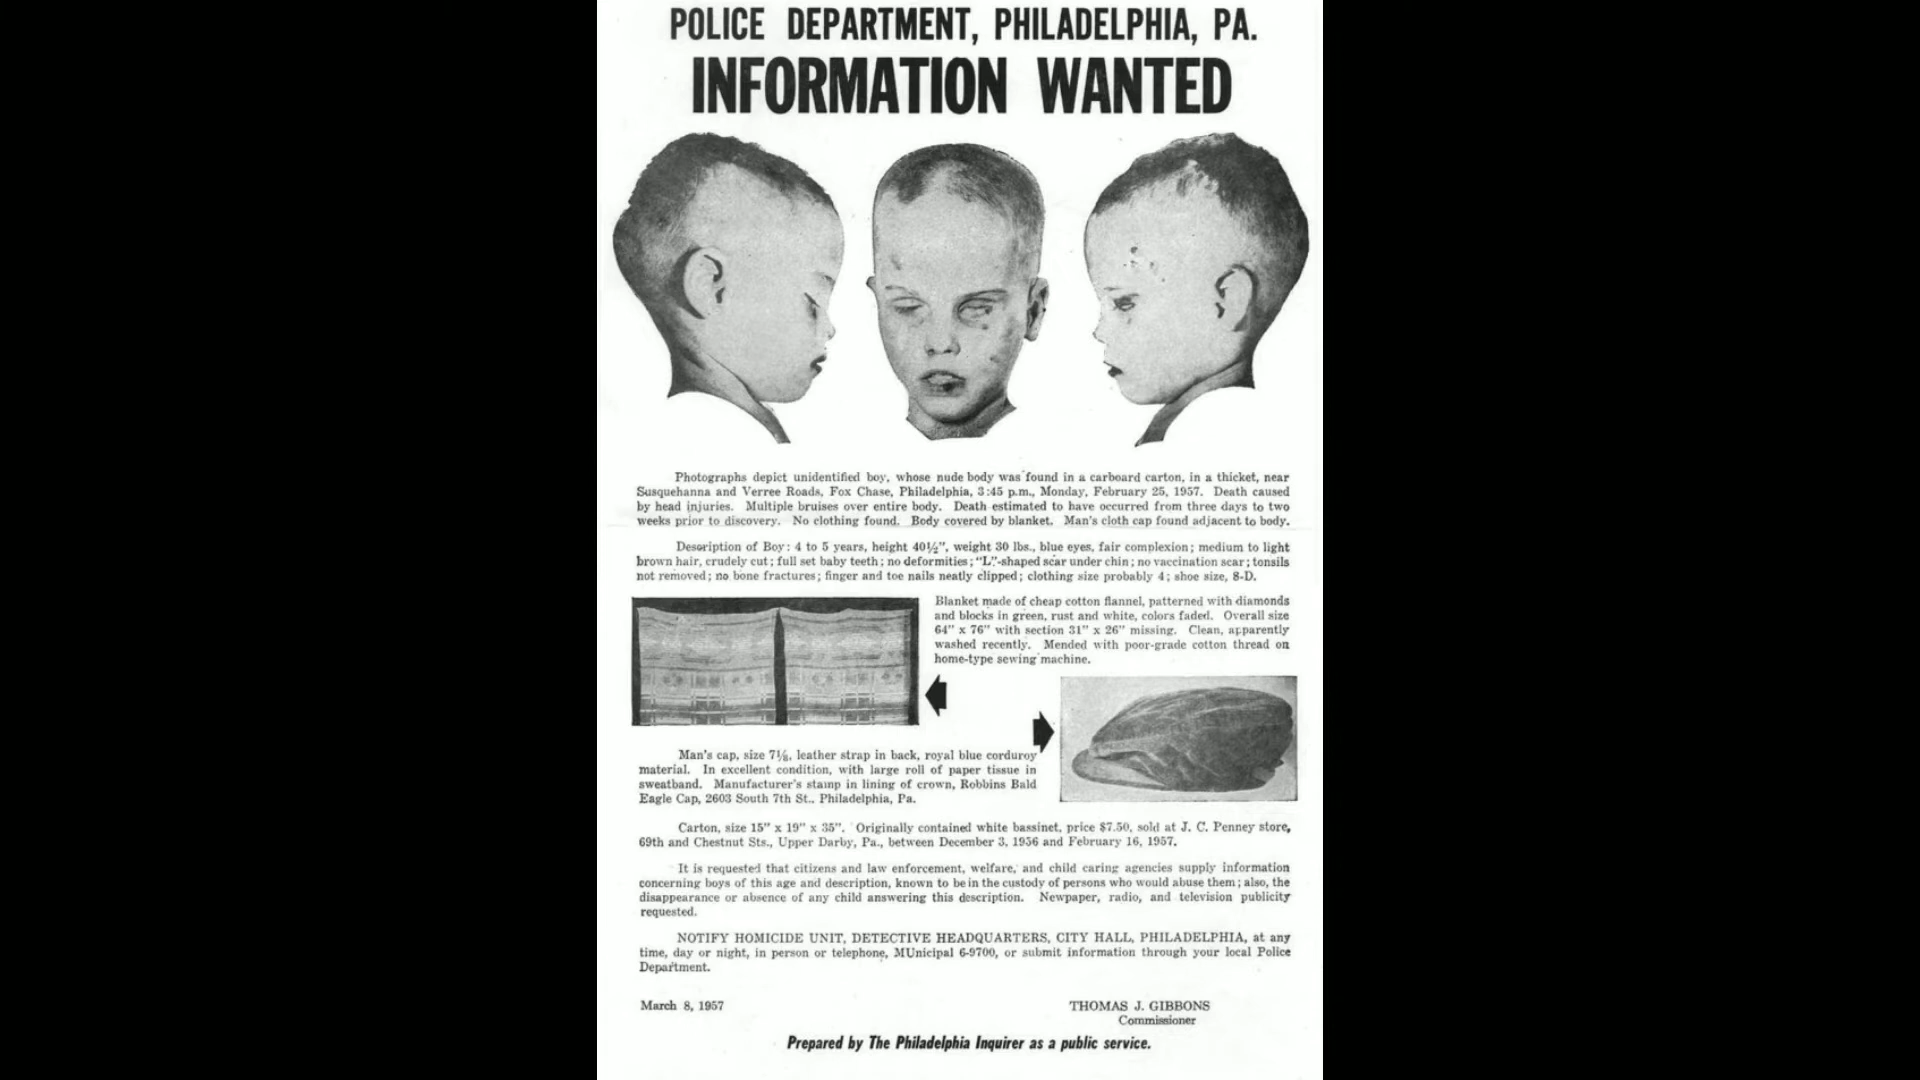 POLICE DEPARTMENT, PHILADELPHIA, PA.
INFORMATION WANTED
Photographs depict unidentified boy, whose nude body was found in a carboard carton, in a thicket, near
Susquehanna and Verree Roads, Fox Chase, Philadelphia, 3:45 p.m., Monday, February 25, 1957. Death caused
by head injuries. Multiple bruises over entire body. Death estimated to have occurred from three days to two
weeks prior to discovery. No clothing found. Body covered by blanket. Man's cloth cap found adjacent to body.
Description of Boy: 4 to 5 years, height 40½", weight 30 lbs., blue eyes, fair complexion; medium to light
brown hair, crudely cut; full set baby teeth; no deformities; "L"-shaped scar under chin; no vaccination scar; tonsils
not removed; no bone fractures; finger and toe nails neatly clipped; clothing size probably 4; shoe size, 8-D.
Blanket made of cheap cotton flannel, patterned with diamonds
and blocks in green, rust and white, colors faded. Overall size
64" x 76" with section 31" x 26" missing. Clean, apparently
washed recently. Mended with poor-grade cotton thread on
home-type sewing machine.
Man's cap, size 7⅛, leather strap in back, royal blue corduroy
material. In excellent condition, with large roll of paper tissue in
sweatband. Manufacturer's stamp in lining of crown, Robbins Bald
Eagle Cap, 2603 South 7th St., Philadelphia, Pa.
Carton, size 15" x 19" x 35". Originally contained white bassinet, price $7.50, sold at J. C. Penney store,
69th and Chestnut Sts., Upper Darby, Pa., between December 3, 1956 and February 16, 1957.
It is requested that citizens and law enforcement, welfare, and child caring agencies supply information
concerning boys of this age and description, known to be in the custody of persons who would abuse them; also, the
disappearance or absence of any child answering this description. Newpaper, radio, and television publicity
requested.
NOTIFY HOMICIDE UNIT, DETECTIVE HEADQUARTERS, CITY HALL, PHILADELPHIA, at any
time, day or night, in person or telephone, MUnicipal 6-9700, or submit information through your local Police
Department.
March 8, 1957
THOMAS J. GIBBONS
Commissioner
Prepared by The Philadelphia Inquirer as a public service.